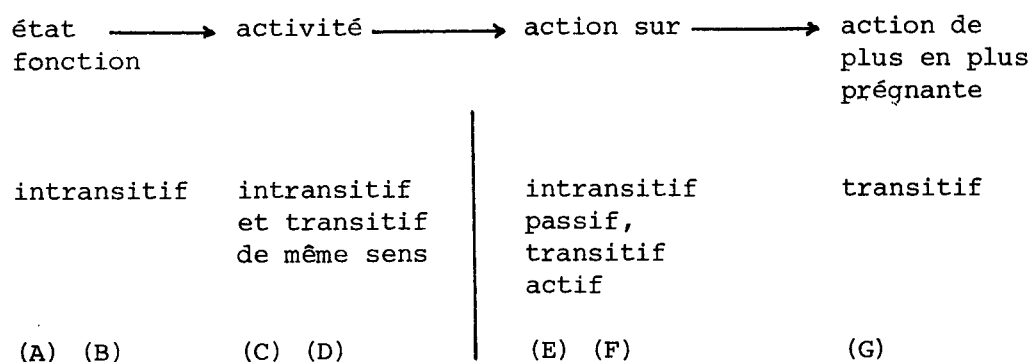 état → activité → action sur → action de
fonction plus en plus
prégnante
intransitif intransitif intransitif transitif
et transitif passif,
de même sens transitif
actif
(A) (B) (C) (D) (E) (F) (G)